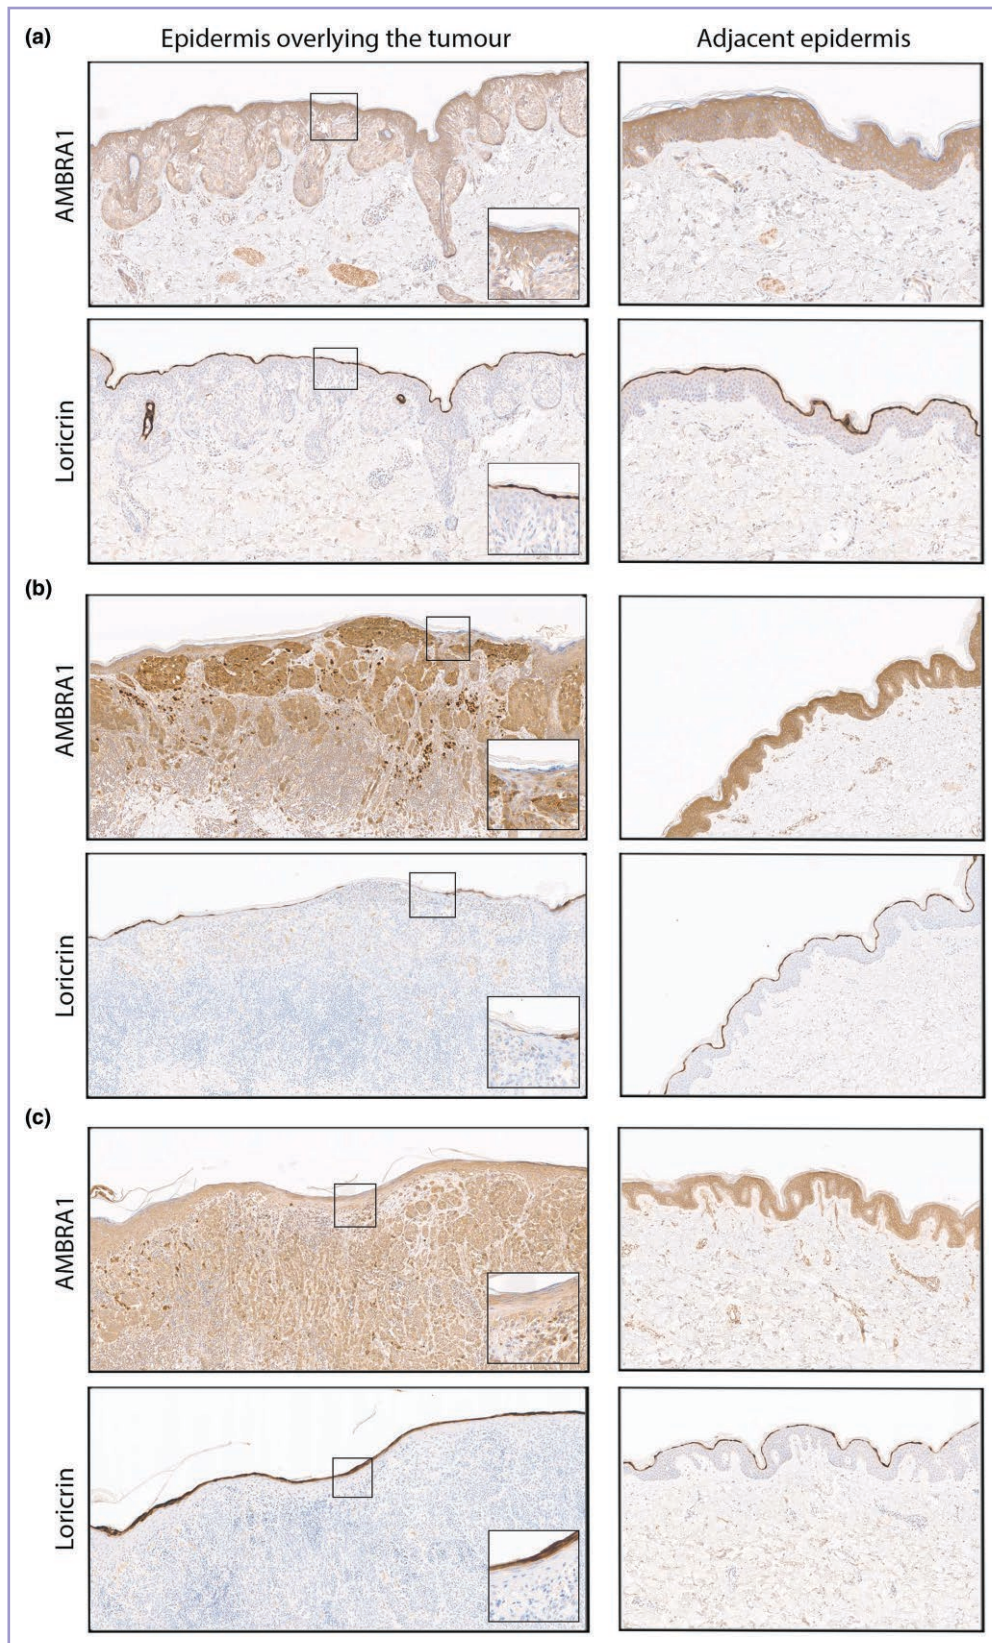 (a)
Epidermis overlying the tumour
Adjacent epidermis
AMBRA1
Loricrin
(b)
AMBRA1
Loricrin
(c)
AMBRA1
Loricrin